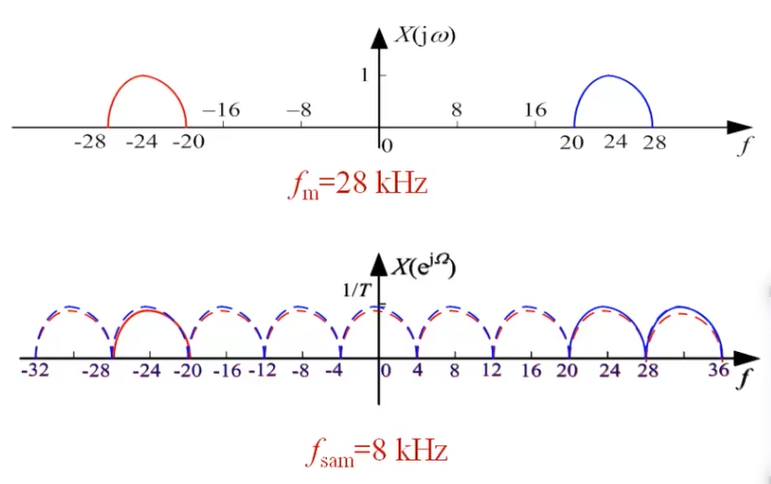 X(jω)
1
−16 −8 8 16
-28 -24 -20 0 20 24 28 f
fm=28 kHz
X(e^jΩ)
1/T
-32 -28 -24 -20 -16 -12 -8 -4 0 4 8 12 16 20 24 28 36 f
fsam=8 kHz